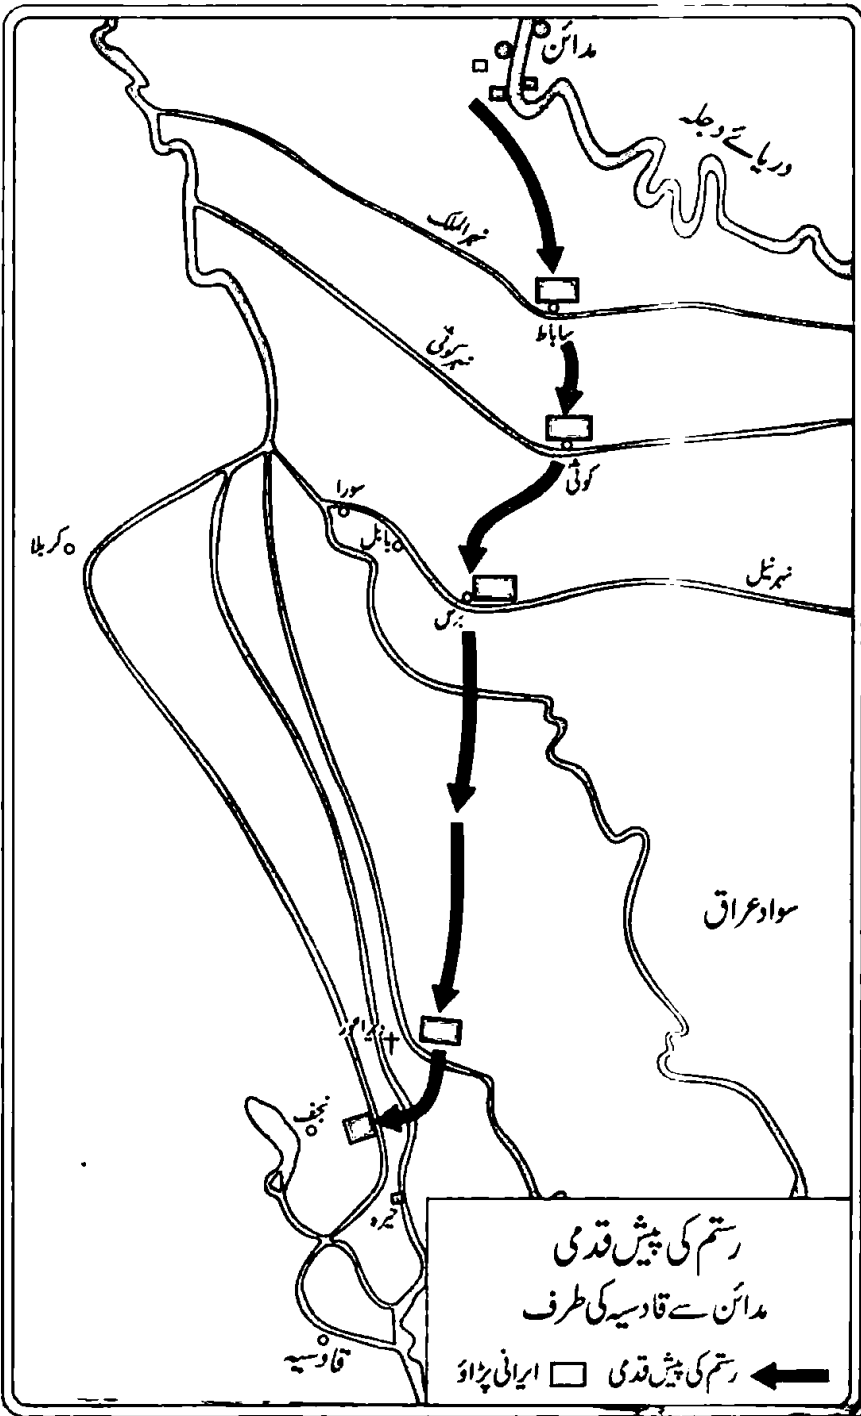 مدائن
دریائے دجلہ
نہر الملک
ساباط
نہر کوثی
کوثی
سورا
بابل
کربلا
نہر نیل
برس
سواد عراق
نجف
حیرہ
قادسیہ
رستم کی پیش قدمی
مدائن سے قادسیہ کی طرف
رستم کی پیش قدمی
ایرانی پڑاؤ